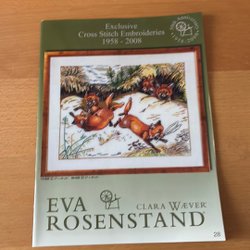 Exclusive
Cross Stitch Embroideries
1958 - 2008
EVA
CLARA WÆVER
ROSENSTAND
28